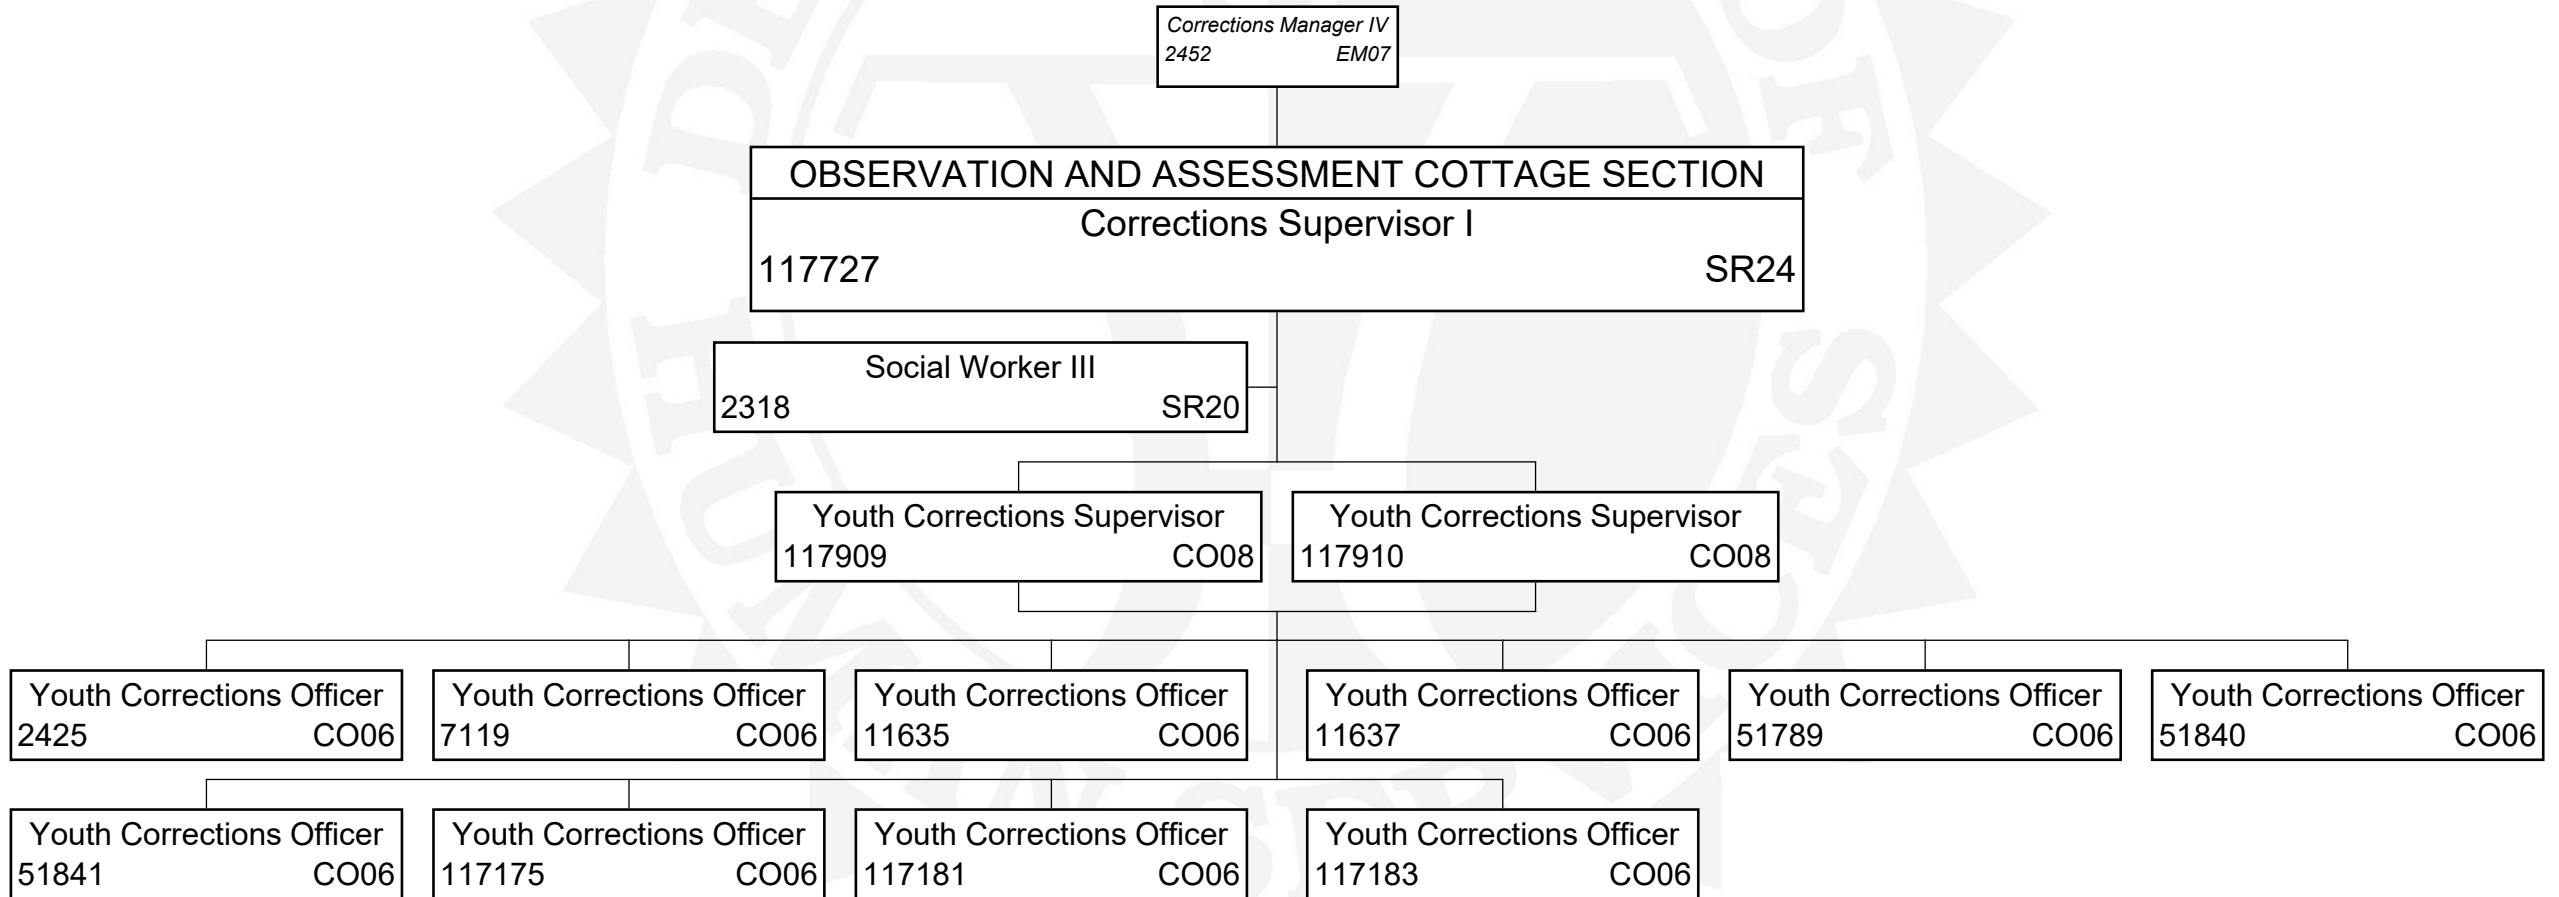 Corrections Manager IV
2452 EM07
OBSERVATION AND ASSESSMENT COTTAGE SECTION
Corrections Supervisor I
117727 SR24
Social Worker III
2318 SR20
Youth Corrections Supervisor
117909 CO08
Youth Corrections Supervisor
117910 CO08
Youth Corrections Officer
2425 CO06
Youth Corrections Officer
7119 CO06
Youth Corrections Officer
11635 CO06
Youth Corrections Officer
11637 CO06
Youth Corrections Officer
51789 CO06
Youth Corrections Officer
51840 CO06
Youth Corrections Officer
51841 CO06
Youth Corrections Officer
117175 CO06
Youth Corrections Officer
117181 CO06
Youth Corrections Officer
117183 CO06